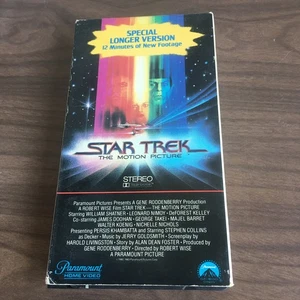 SPECIAL
LONGER VERSION
12 Minutes of New Footage
STAR TREK
THE MOTION PICTURE
STEREO
Paramount Pictures Presents A GENE RODDENBERRY Production
A ROBERT WISE Film STAR TREK—THE MOTION PICTURE
Starring WILLIAM SHATNER · LEONARD NIMOY · DeFOREST KELLEY
Co-starring JAMES DOOHAN · GEORGE TAKEI · MAJEL BARRET
WALTER KOENIG · NICHELLE NICHOLS
Presenting PERSIS KHAMBATTA and Starring STEPHEN COLLINS
as Decker · Music by JERRY GOLDSMITH · Screenplay by
HAROLD LIVINGSTON · Story by ALAN DEAN FOSTER · Produced by
GENE RODDENBERRY · Directed by ROBERT WISE
A PARAMOUNT PICTURE
Paramount
HOME VIDEO